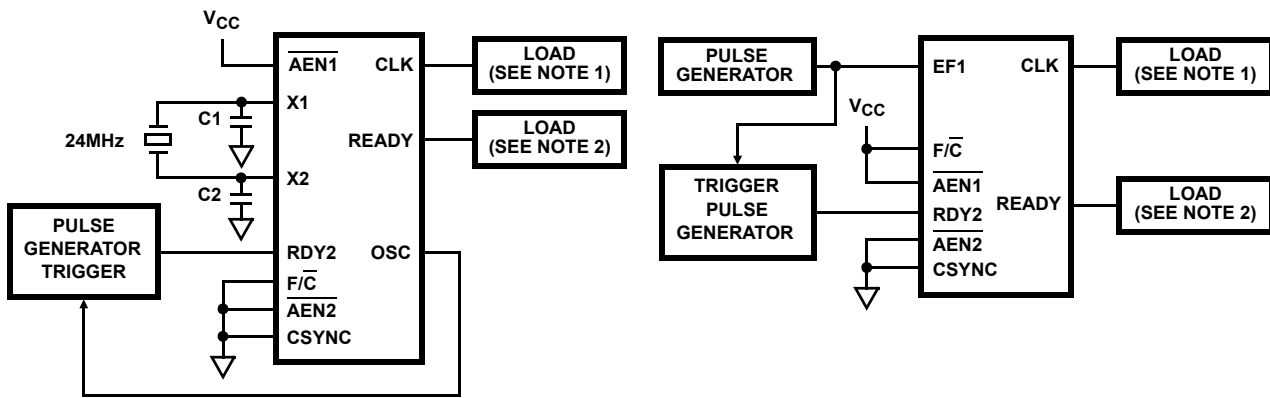 VCC
AEN1
CLK
LOAD
(SEE NOTE 1)
X1
C1
24MHz
READY
LOAD
(SEE NOTE 2)
X2
C2
PULSE
GENERATOR
TRIGGER
RDY2
OSC
F/C
AEN2
CSYNC
PULSE
GENERATOR
EF1
CLK
LOAD
(SEE NOTE 1)
VCC
F/C
TRIGGER
PULSE
GENERATOR
AEN1
RDY2
READY
LOAD
(SEE NOTE 2)
AEN2
CSYNC